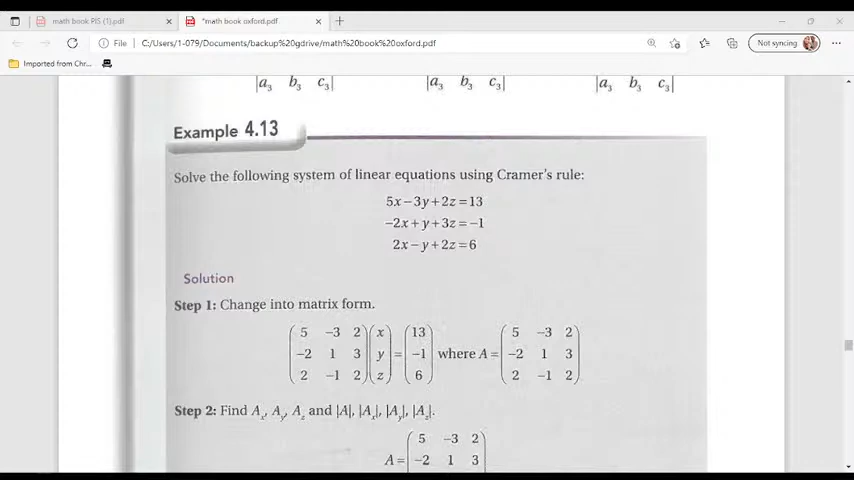 math book PIS (1).pdf
*math book oxford.pdf
File C:/Users/1-079/Documents/backup%20gdrive/math%20book%20oxford.pdf
Not syncing
Imported from Chr...
|a₃ b₃ c₃| |a₃ b₃ c₃| |a₃ b₃ c₃|
Example 4.13
Solve the following system of linear equations using Cramer's rule:
5x−3y+2z=13
−2x+y+3z=−1
2x−y+2z=6
Solution
Step 1: Change into matrix form.
5 −3 2 x 13 5 −3 2
−2 1 3 y = −1 where A = −2 1 3
2 −1 2 z 6 2 −1 2
Step 2: Find Aₓ, Aᵧ, A_z and |A|, |Aₓ|, |Aᵧ|, |A_z|.
5 −3 2
A = −2 1 3